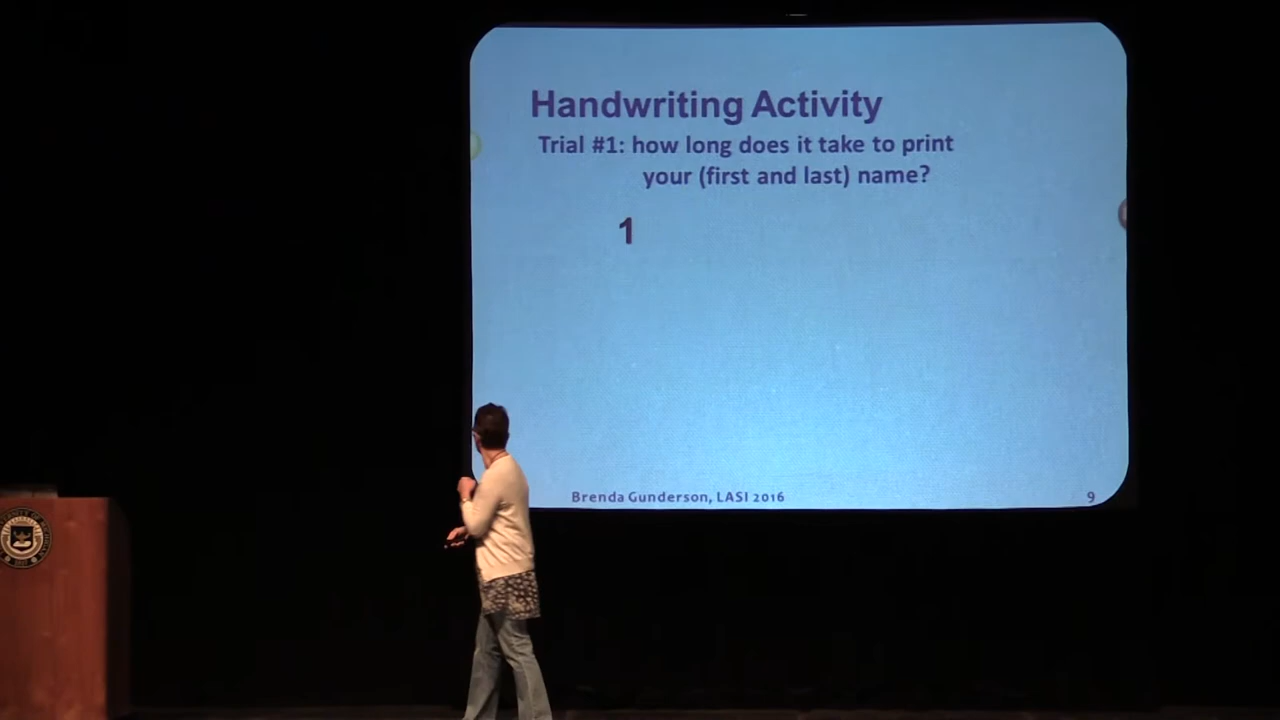 Handwriting Activity
Trial #1: how long does it take to print
your (first and last) name?
1
Brenda Gunderson, LASI 2016
9